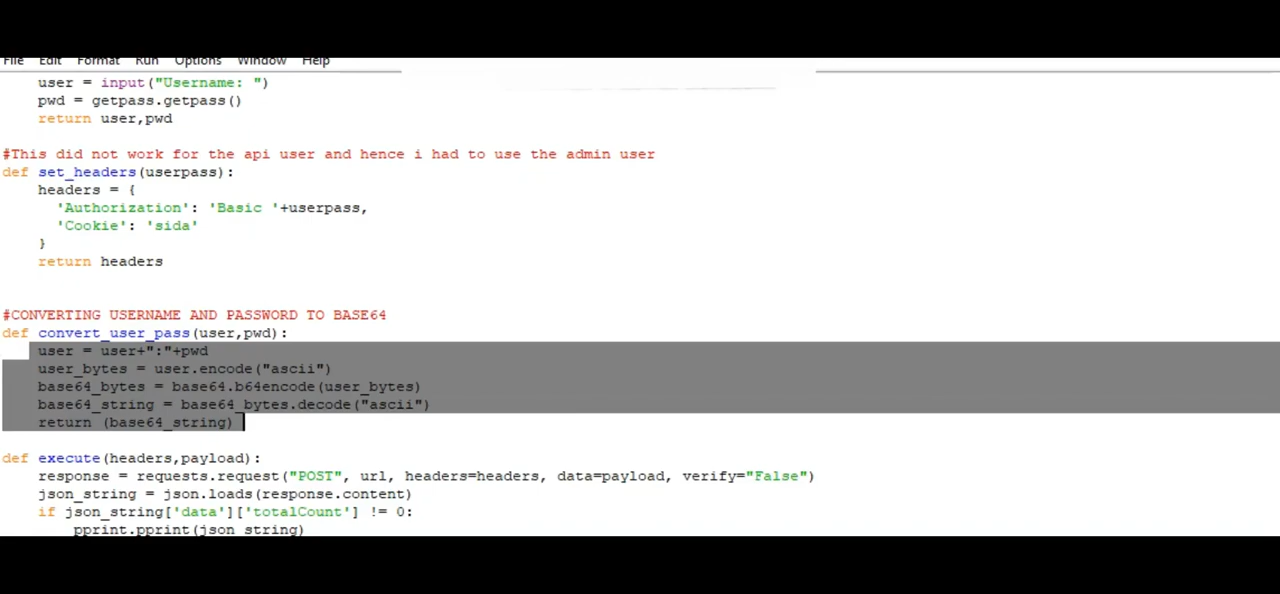 File Edit Format Run Options Window Help
user = input("Username: ")
pwd = getpass.getpass()
return user,pwd
#This did not work for the api user and hence i had to use the admin user
def set_headers(userpass):
headers = {
'Authorization': 'Basic '+userpass,
'Cookie': 'sida'
}
return headers
#CONVERTING USERNAME AND PASSWORD TO BASE64
def convert_user_pass(user,pwd):
user = user+":"+pwd
user_bytes = user.encode("ascii")
base64_bytes = base64.b64encode(user_bytes)
base64_string = base64_bytes.decode("ascii")
return (base64_string)
def execute(headers,payload):
response = requests.request("POST", url, headers=headers, data=payload, verify="False")
json_string = json.loads(response.content)
if json_string['data']['totalCount'] != 0:
pprint.pprint(json_string)